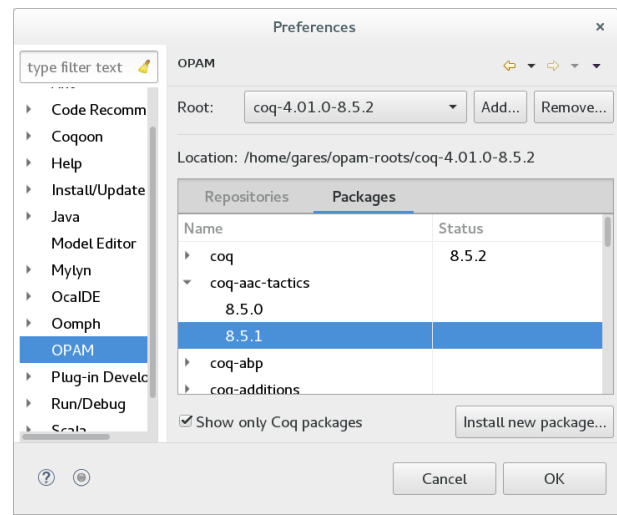 Preferences
type filter text
OPAM
Root:
coq-4.01.0-8.5.2
Add...
Remove...
Location: /home/gares/opam-roots/coq-4.01.0-8.5.2
Code Recomm
Coqoon
Help
Install/Update
Java
Model Editor
Mylyn
OcaIDE
Oomph
OPAM
Plug-in Develo
Run/Debug
Scala
Repositories
Packages
Name
Status
coq
8.5.2
coq-aac-tactics
8.5.0
8.5.1
coq-abp
coq-additions
Show only Coq packages
Install new package...
Cancel
OK